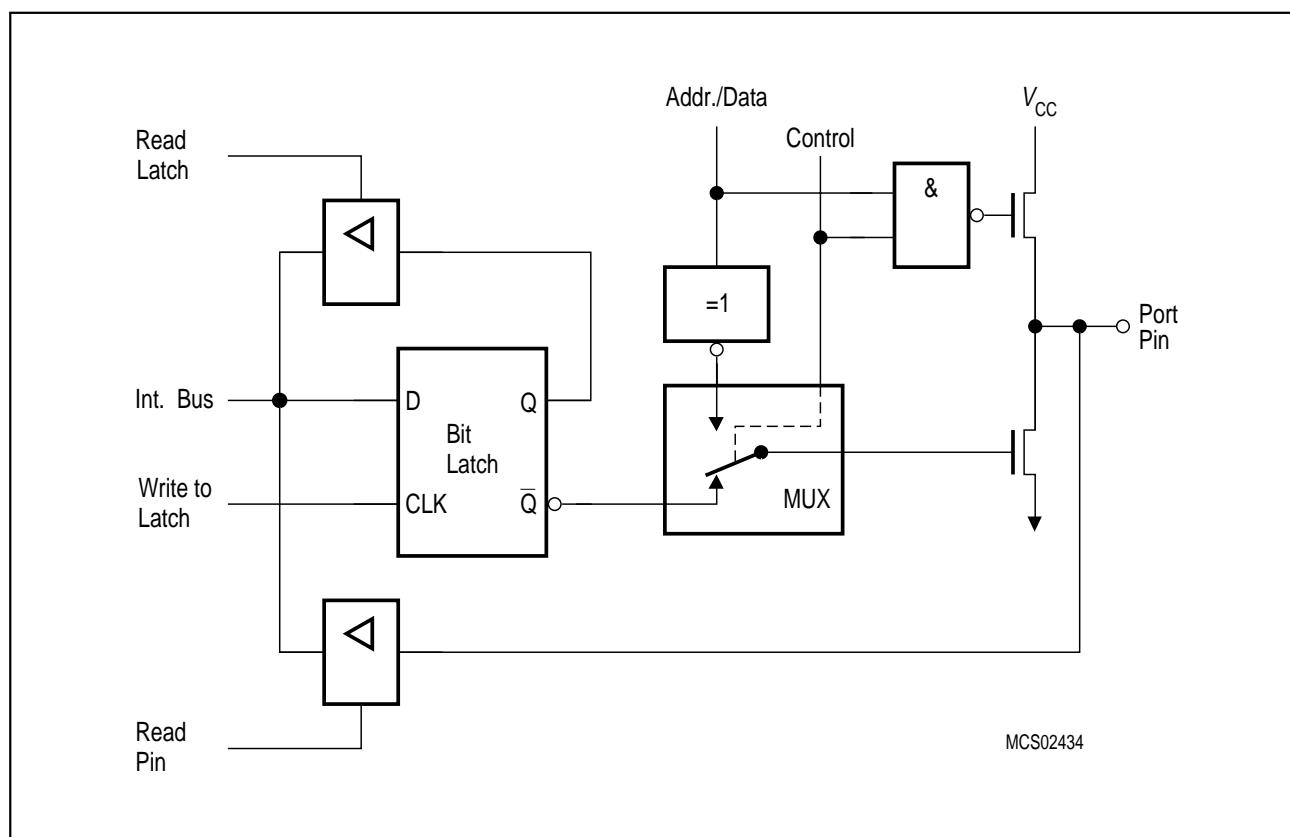 Addr./Data
VCC
Control
Read
Latch
&
=1
Port
Pin
Int. Bus
D
Q
Bit
Latch
Write to
Latch
CLK
Q̅
MUX
Read
Pin
MCS02434